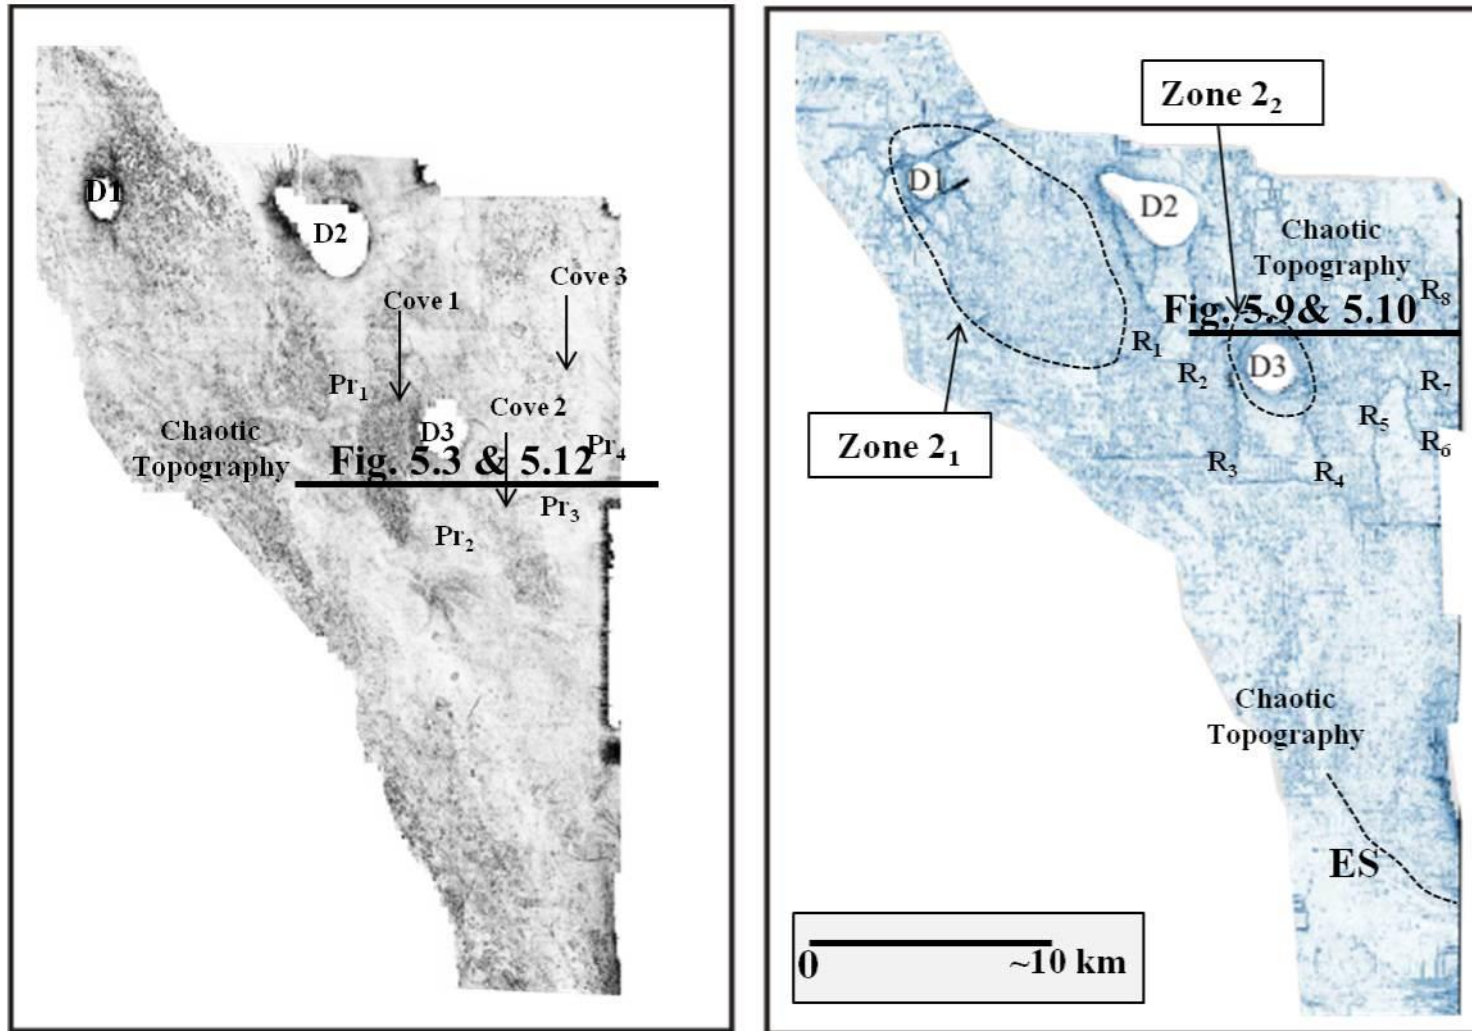 D1
D2
Cove 3
Cove 1
Pr1
Cove 2
Chaotic
Topography
D3
Pr4
Fig. 5.3 & 5.12
Pr3
Pr2
Zone 2₂
D1
D2
Chaotic
Topography
R8
Fig. 5.9& 5.10
R1
R2
D3
R7
R5
Zone 2₁
R3
R4
R6
Chaotic
Topography
ES
0
~10 km